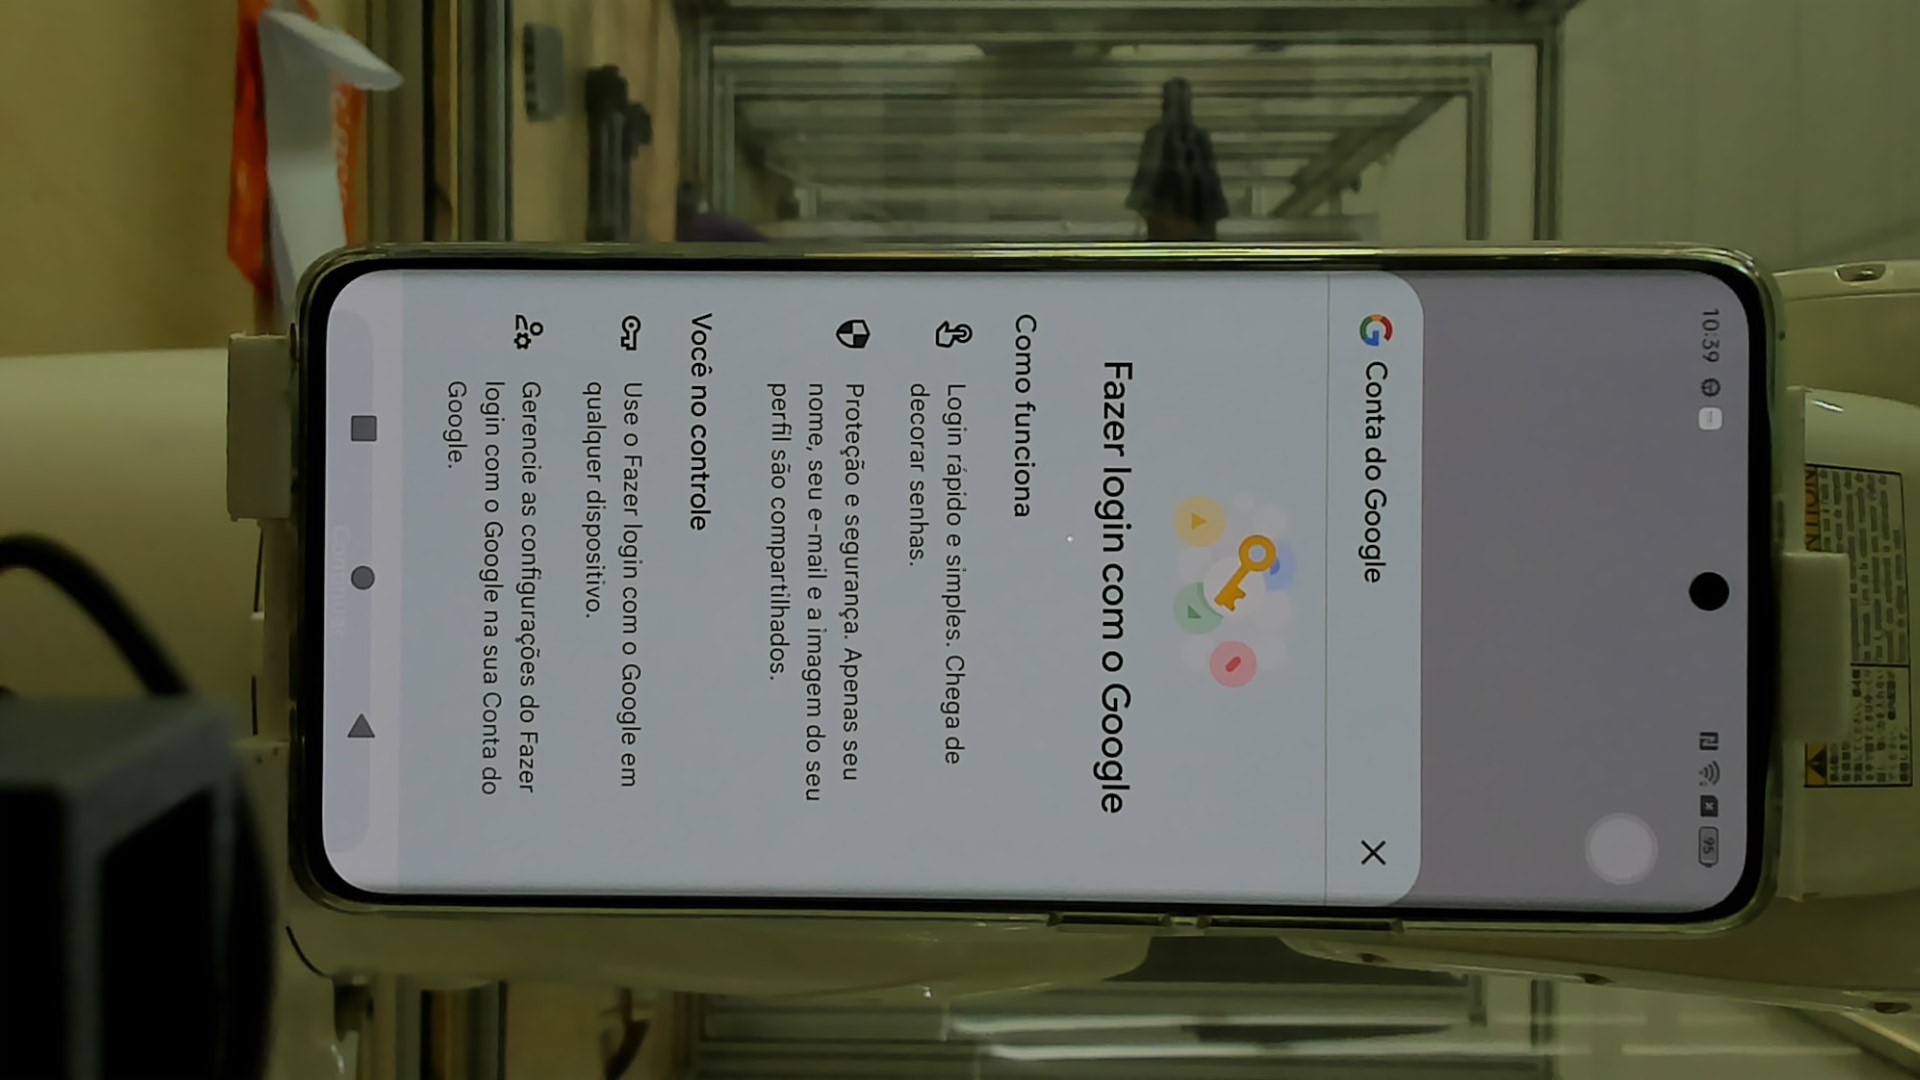 10:39
95
Conta do Google
Fazer login com o Google
Como funciona
Login rápido e simples. Chega de
decorar senhas.
Proteção e segurança. Apenas seu
nome, seu e-mail e a imagem do seu
perfil são compartilhados.
Você no controle
Use o Fazer login com o Google em
qualquer dispositivo.
Gerencie as configurações do Fazer
login com o Google na sua Conta do
Google.